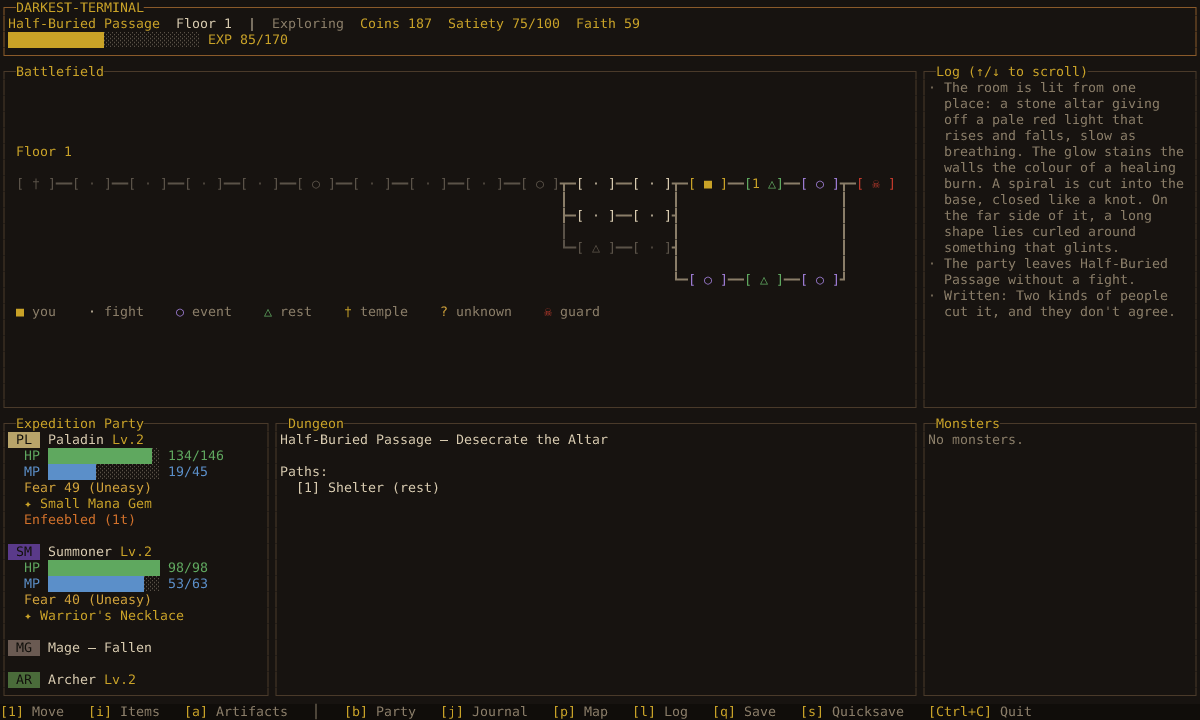 DARKEST-TERMINAL
Half-Buried Passage  Floor 1  |  Exploring  Coins 187  Satiety 75/100  Faith 59
EXP 85/170
Battlefield
Floor 1
[ † ]──[ · ]──[ · ]──[ · ]──[ · ]──[ ○ ]──[ · ]──[ · ]──[ · ]──[ ○ ]┬─[ · ]──[ · ]┬─[ ■ ]──[1 △]──[ ○ ]┬─[ ☠ ]
├─[ · ]──[ · ]┤
└─[ △ ]──[ · ]┤
└─[ ○ ]──[ △ ]──[ ○ ]┘
■ you    · fight    ○ event    △ rest    † temple    ? unknown    ☠ guard
Log (↑/↓ to scroll)
· The room is lit from one
place: a stone altar giving
off a pale red light that
rises and falls, slow as
breathing. The glow stains the
walls the colour of a healing
burn. A spiral is cut into the
base, closed like a knot. On
the far side of it, a long
shape lies curled around
something that glints.
· The party leaves Half-Buried
Passage without a fight.
· Written: Two kinds of people
cut it, and they don't agree.
Expedition Party
PL Paladin Lv.2
HP 134/146
MP 19/45
Fear 49 (Uneasy)
✦ Small Mana Gem
Enfeebled (1t)
SM Summoner Lv.2
HP 98/98
MP 53/63
Fear 40 (Uneasy)
✦ Warrior's Necklace
MG Mage — Fallen
AR Archer Lv.2
Dungeon
Half-Buried Passage — Desecrate the Altar
Paths:
[1] Shelter (rest)
Monsters
No monsters.
[1] Move   [i] Items   [a] Artifacts   │   [b] Party   [j] Journal   [p] Map   [l] Log   [q] Save   [s] Quicksave   [Ctrl+C] Quit